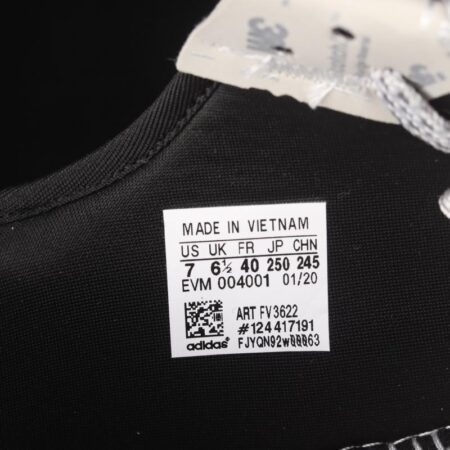 3M
MADE IN VIETNAM
US UK FR JP CHN
7 6½ 40 250 245
EVM 004001 01/20
ART FV3622
#124417191
adidas